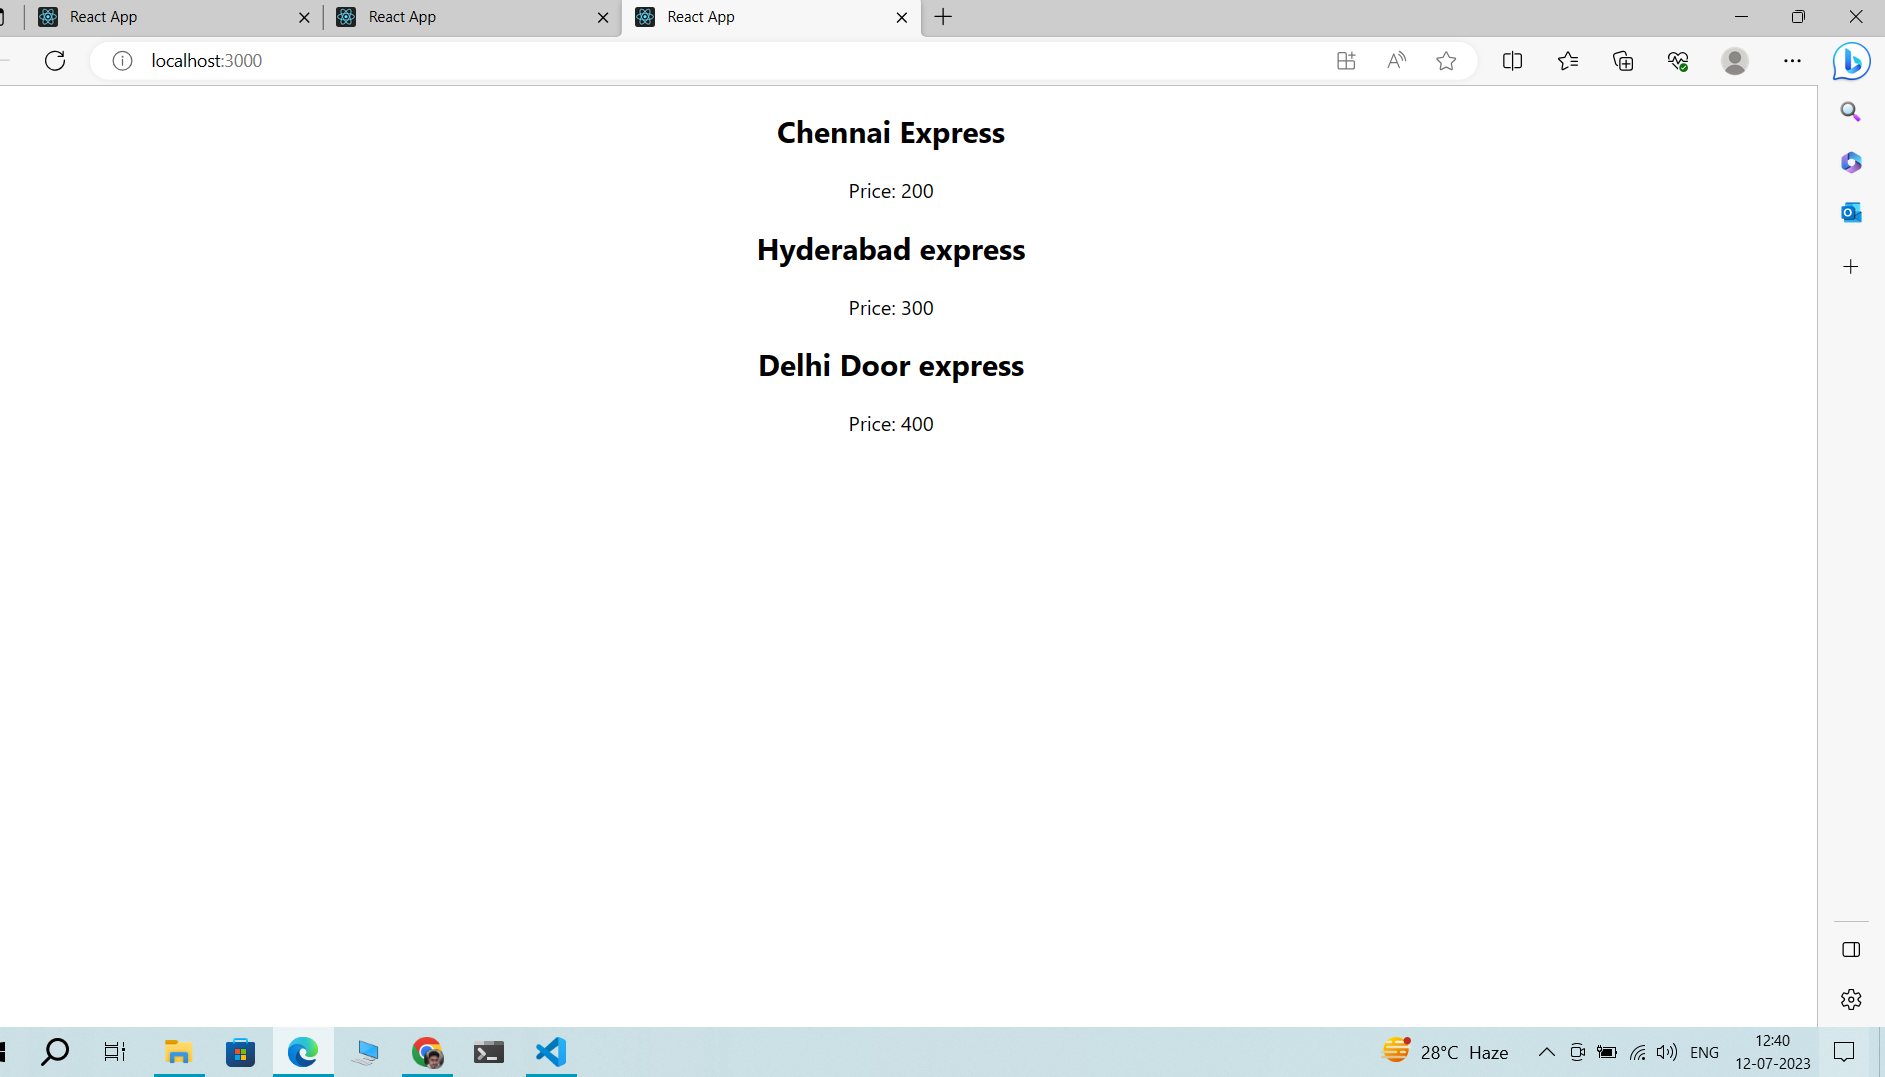 React App
React App
React App
localhost:3000
Chennai Express
Price: 200
Hyderabad express
Price: 300
Delhi Door express
Price: 400
28°C Haze
ENG
12:40
12-07-2023